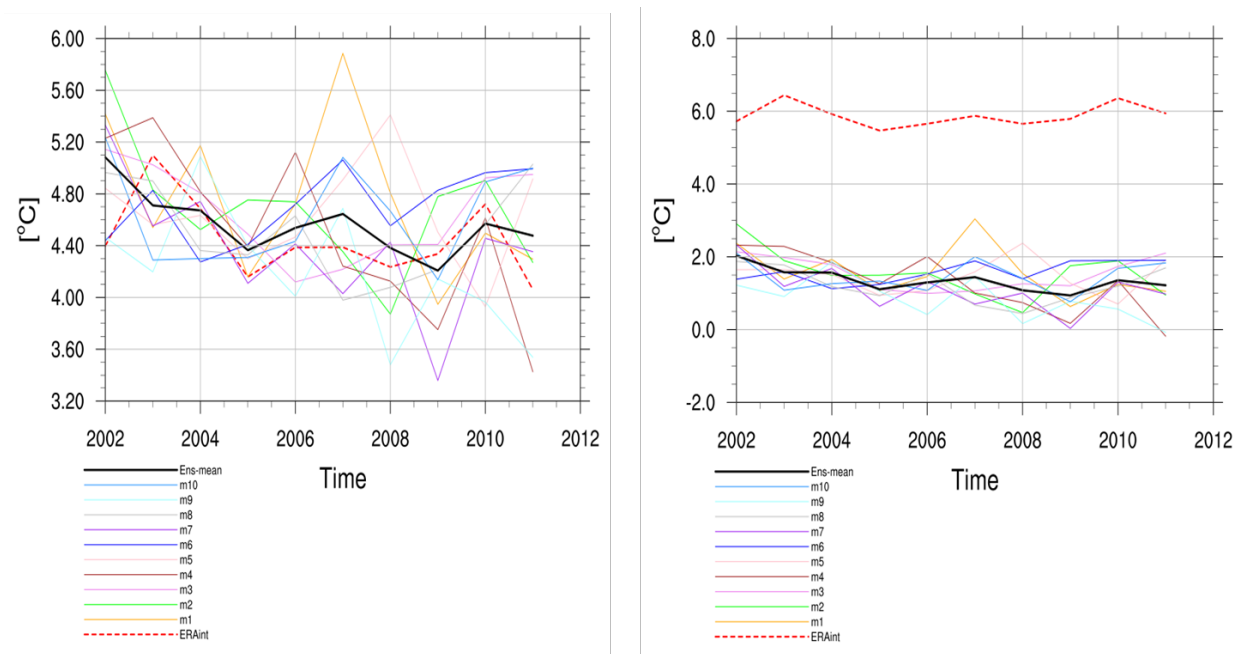 [°C]
6.00
5.60
5.20
4.80
4.40
4.00
3.60
3.20
2002 2004 2006 2008 2010 2012
Time
Ens-mean
m10
m9
m8
m7
m6
m5
m4
m3
m2
m1
ERAint
[°C]
8.0
6.0
4.0
2.0
0.0
-2.0
2002 2004 2006 2008 2010 2012
Time
Ens-mean
m10
m9
m8
m7
m6
m5
m4
m3
m2
m1
ERAint